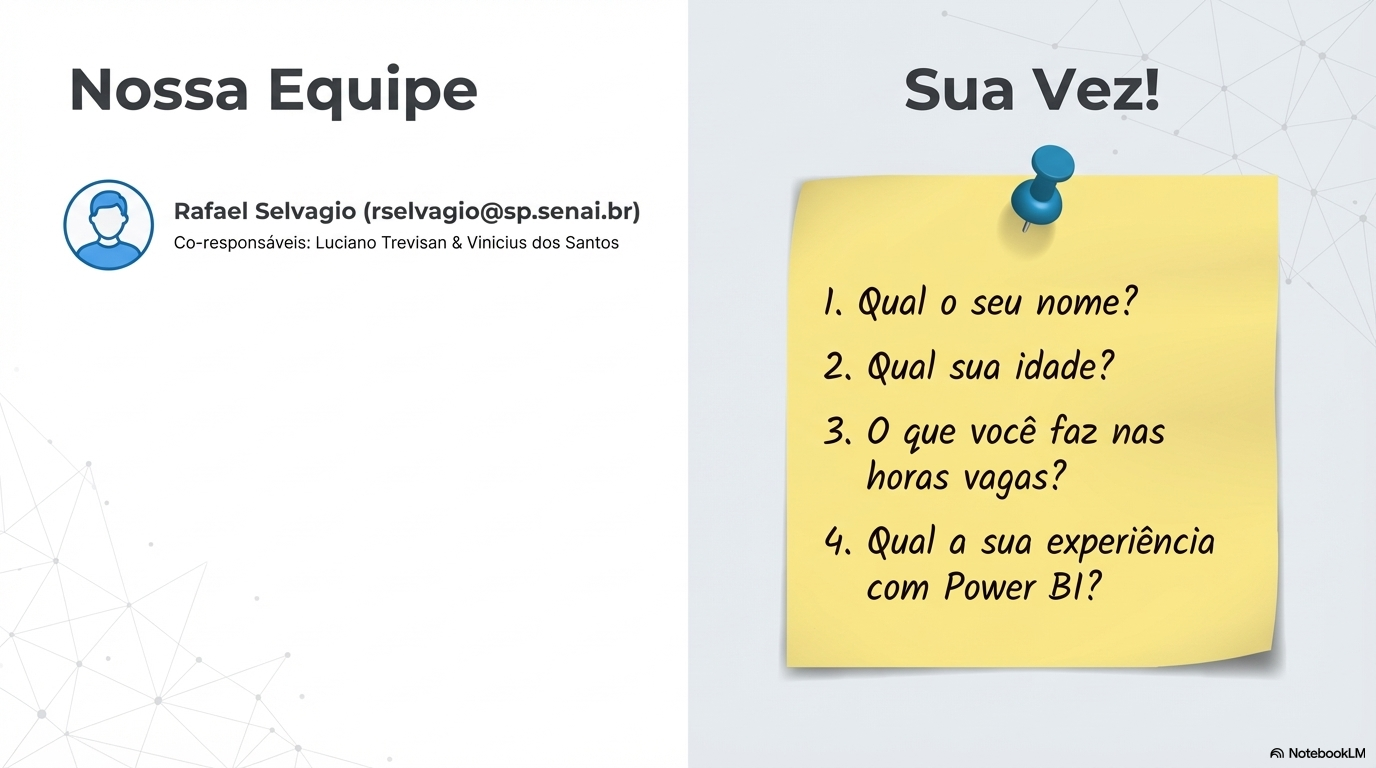 Nossa Equipe
Rafael Selvagio (rselvagio@sp.senai.br)
Co-responsáveis: Luciano Trevisan & Vinicius dos Santos
Sua Vez!
1. Qual o seu nome?
2. Qual sua idade?
3. O que você faz nas
horas vagas?
4. Qual a sua experiência
com Power BI?
NotebookLM